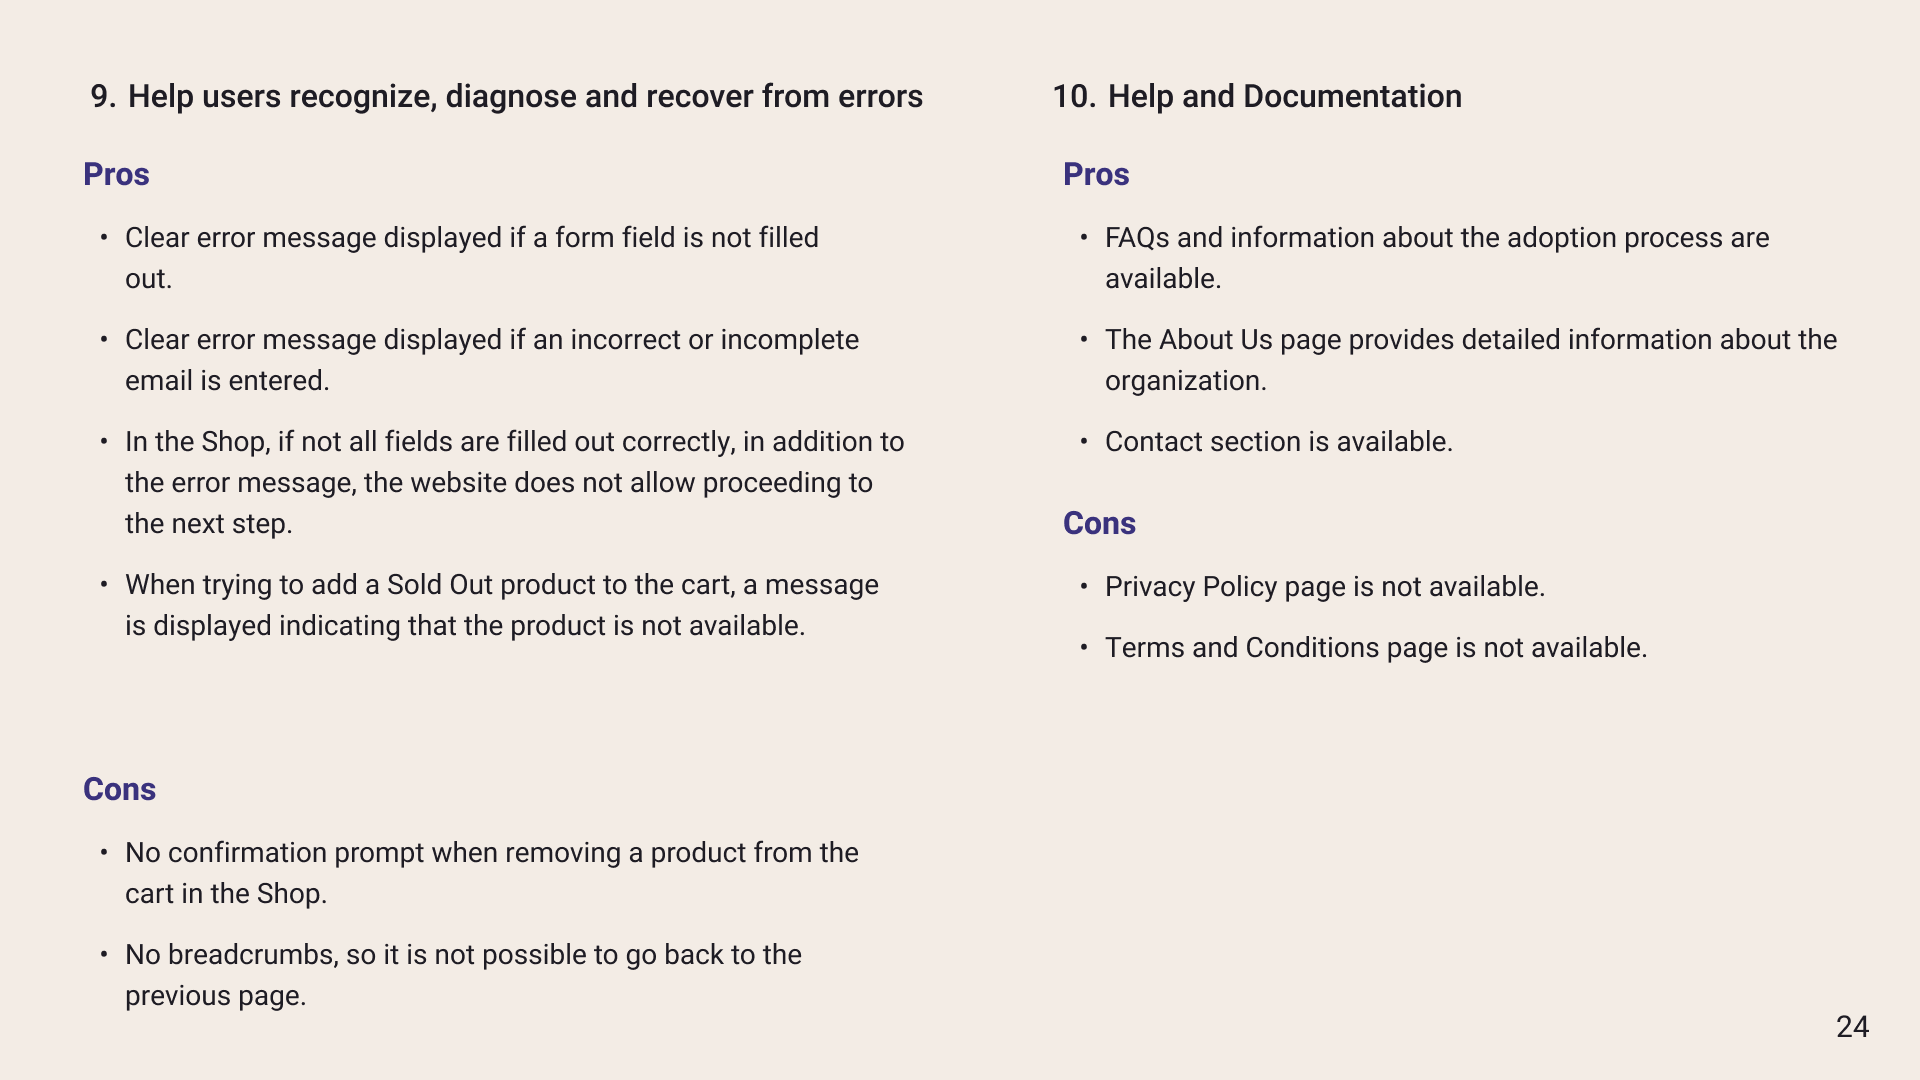 9. Help users recognize, diagnose and recover from errors
Pros
• Clear error message displayed if a form field is not filled
out.
• Clear error message displayed if an incorrect or incomplete
email is entered.
• In the Shop, if not all fields are filled out correctly, in addition to
the error message, the website does not allow proceeding to
the next step.
• When trying to add a Sold Out product to the cart, a message
is displayed indicating that the product is not available.
Cons
• No confirmation prompt when removing a product from the
cart in the Shop.
• No breadcrumbs, so it is not possible to go back to the
previous page.
10. Help and Documentation
Pros
• FAQs and information about the adoption process are
available.
• The About Us page provides detailed information about the
organization.
• Contact section is available.
Cons
• Privacy Policy page is not available.
• Terms and Conditions page is not available.
24